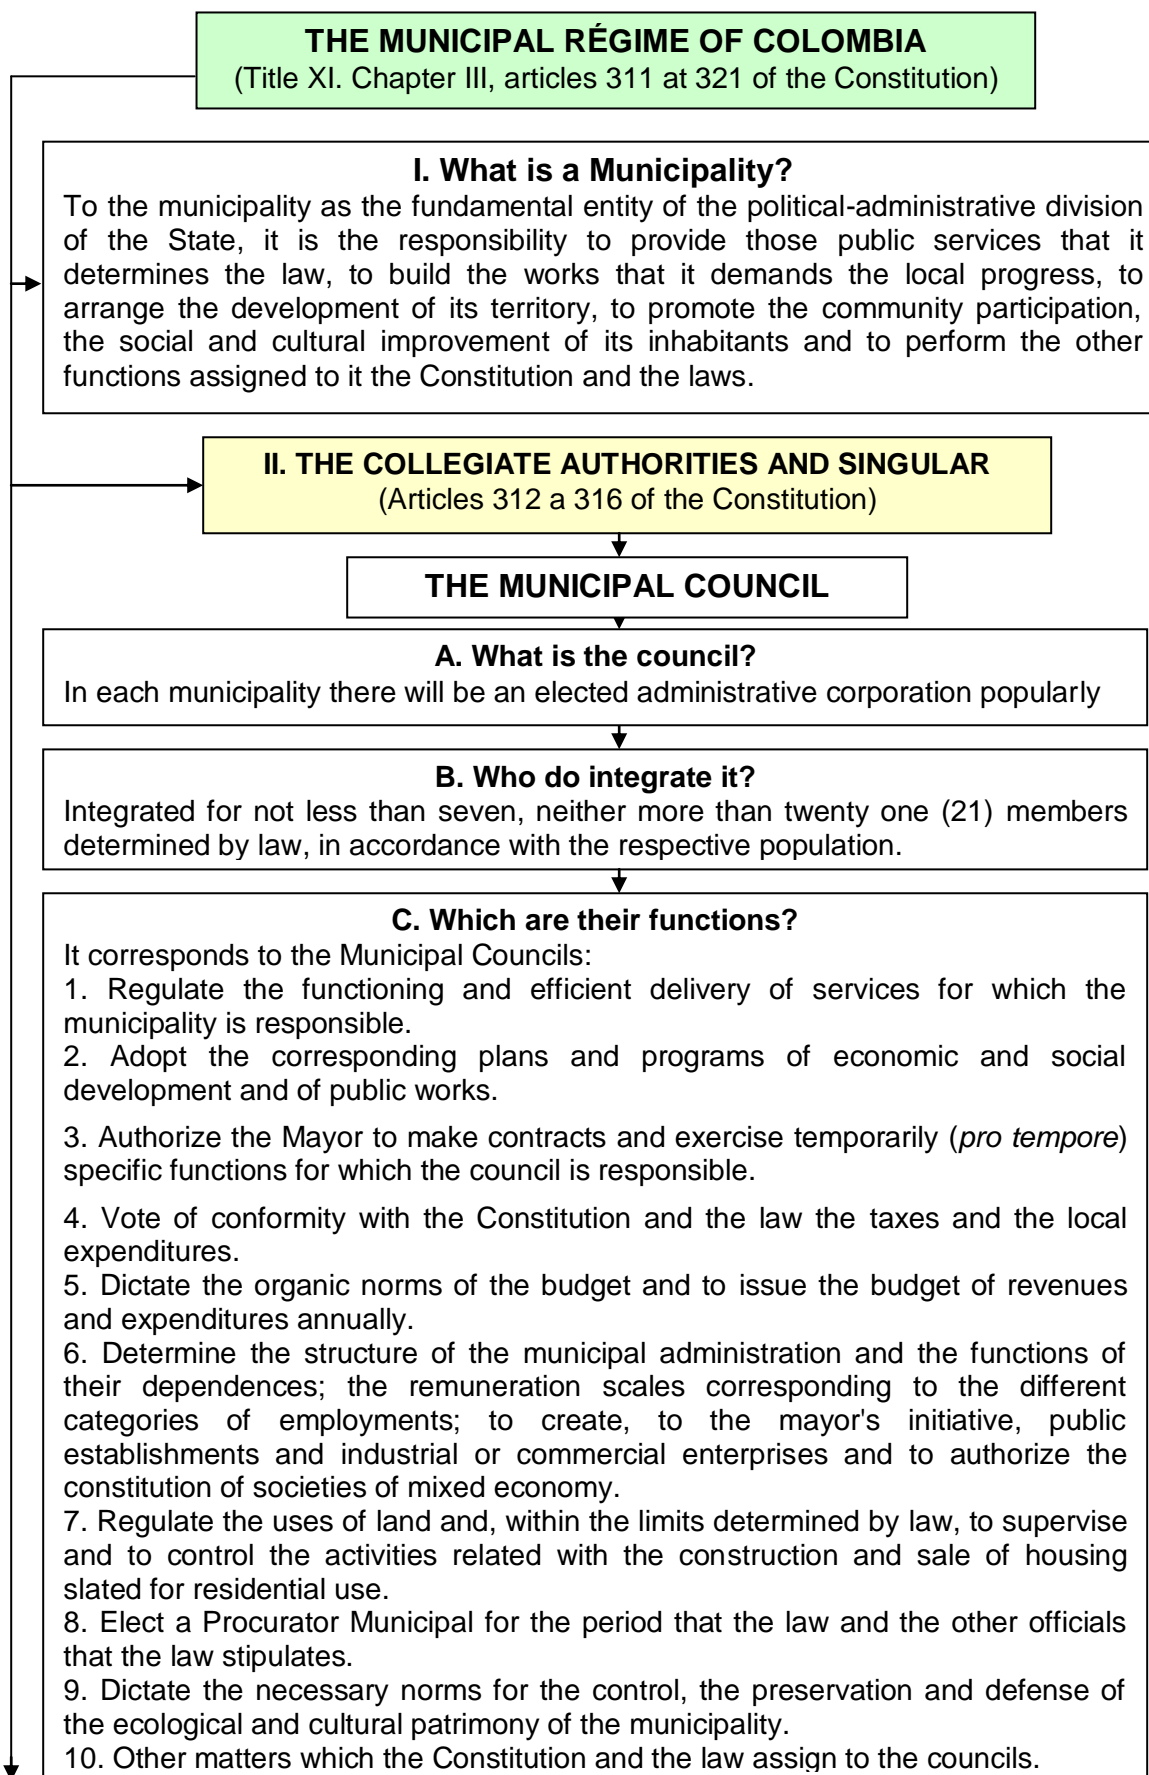 THE MUNICIPAL RÉGIME OF COLOMBIA
(Title XI. Chapter III, articles 311 at 321 of the Constitution)
I. What is a Municipality?
To the municipality as the fundamental entity of the political-administrative division
of the State, it is the responsibility to provide those public services that it
determines the law, to build the works that it demands the local progress, to
arrange the development of its territory, to promote the community participation,
the social and cultural improvement of its inhabitants and to perform the other
functions assigned to it the Constitution and the laws.
II. THE COLLEGIATE AUTHORITIES AND SINGULAR
(Articles 312 a 316 of the Constitution)
THE MUNICIPAL COUNCIL
A. What is the council?
In each municipality there will be an elected administrative corporation popularly
B. Who do integrate it?
Integrated for not less than seven, neither more than twenty one (21) members
determined by law, in accordance with the respective population.
C. Which are their functions?
It corresponds to the Municipal Councils:
1. Regulate the functioning and efficient delivery of services for which the
municipality is responsible.
2. Adopt the corresponding plans and programs of economic and social
development and of public works.
3. Authorize the Mayor to make contracts and exercise temporarily (pro tempore)
specific functions for which the council is responsible.
4. Vote of conformity with the Constitution and the law the taxes and the local
expenditures.
5. Dictate the organic norms of the budget and to issue the budget of revenues
and expenditures annually.
6. Determine the structure of the municipal administration and the functions of
their dependences; the remuneration scales corresponding to the different
categories of employments; to create, to the mayor's initiative, public
establishments and industrial or commercial enterprises and to authorize the
constitution of societies of mixed economy.
7. Regulate the uses of land and, within the limits determined by law, to supervise
and to control the activities related with the construction and sale of housing
slated for residential use.
8. Elect a Procurator Municipal for the period that the law and the other officials
that the law stipulates.
9. Dictate the necessary norms for the control, the preservation and defense of
the ecological and cultural patrimony of the municipality.
10. Other matters which the Constitution and the law assign to the councils.